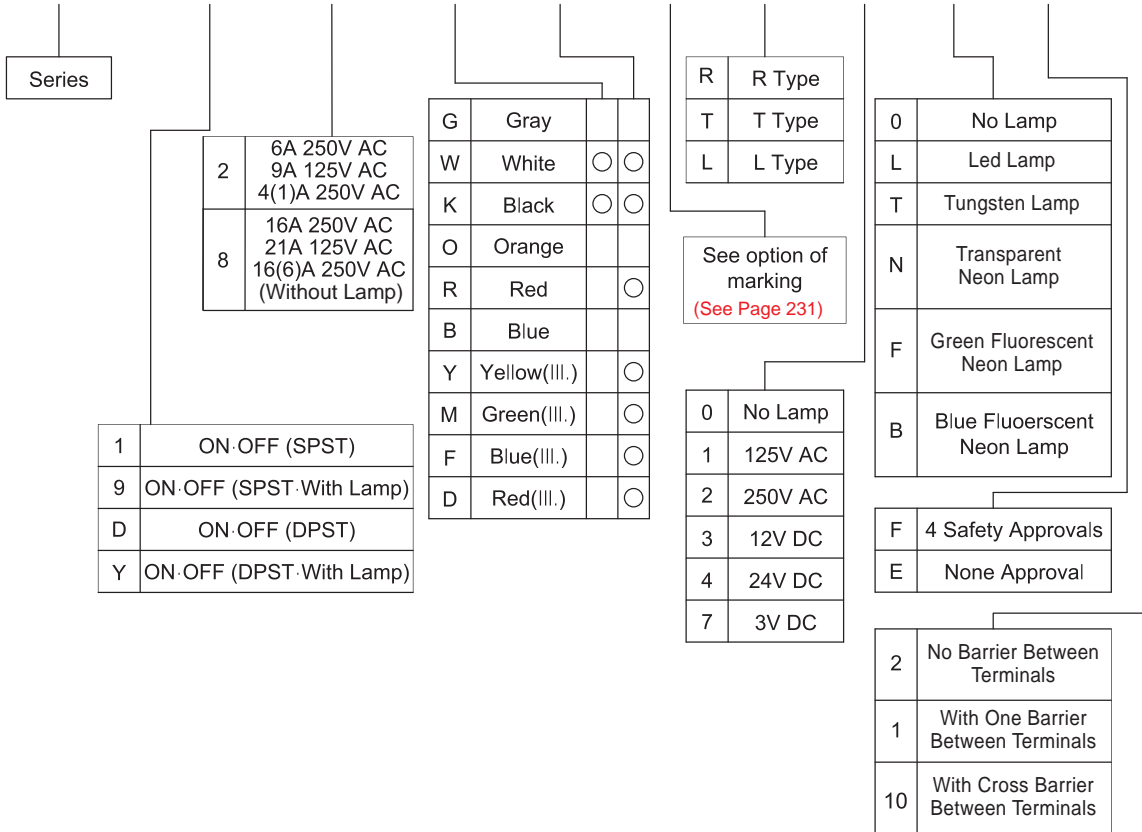 Series
2
6A 250V AC
9A 125V AC
4(1)A 250V AC
8
16A 250V AC
21A 125V AC
16(6)A 250V AC
(Without Lamp)
1 ON·OFF (SPST)
9 ON·OFF (SPST·With Lamp)
D ON·OFF (DPST)
Y ON·OFF (DPST·With Lamp)
G Gray
W White ○ ○
K Black ○ ○
O Orange
R Red ○
B Blue
Y Yellow(Ill.) ○
M Green(Ill.) ○
F Blue(Ill.) ○
D Red(Ill.) ○
R R Type
T T Type
L L Type
See option of
marking
(See Page 231)
0 No Lamp
1 125V AC
2 250V AC
3 12V DC
4 24V DC
7 3V DC
0 No Lamp
L Led Lamp
T Tungsten Lamp
N
Transparent
Neon Lamp
F
Green Fluorescent
Neon Lamp
B
Blue Fluoerscent
Neon Lamp
F 4 Safety Approvals
E None Approval
2
No Barrier Between
Terminals
1
With One Barrier
Between Terminals
10
With Cross Barrier
Between Terminals